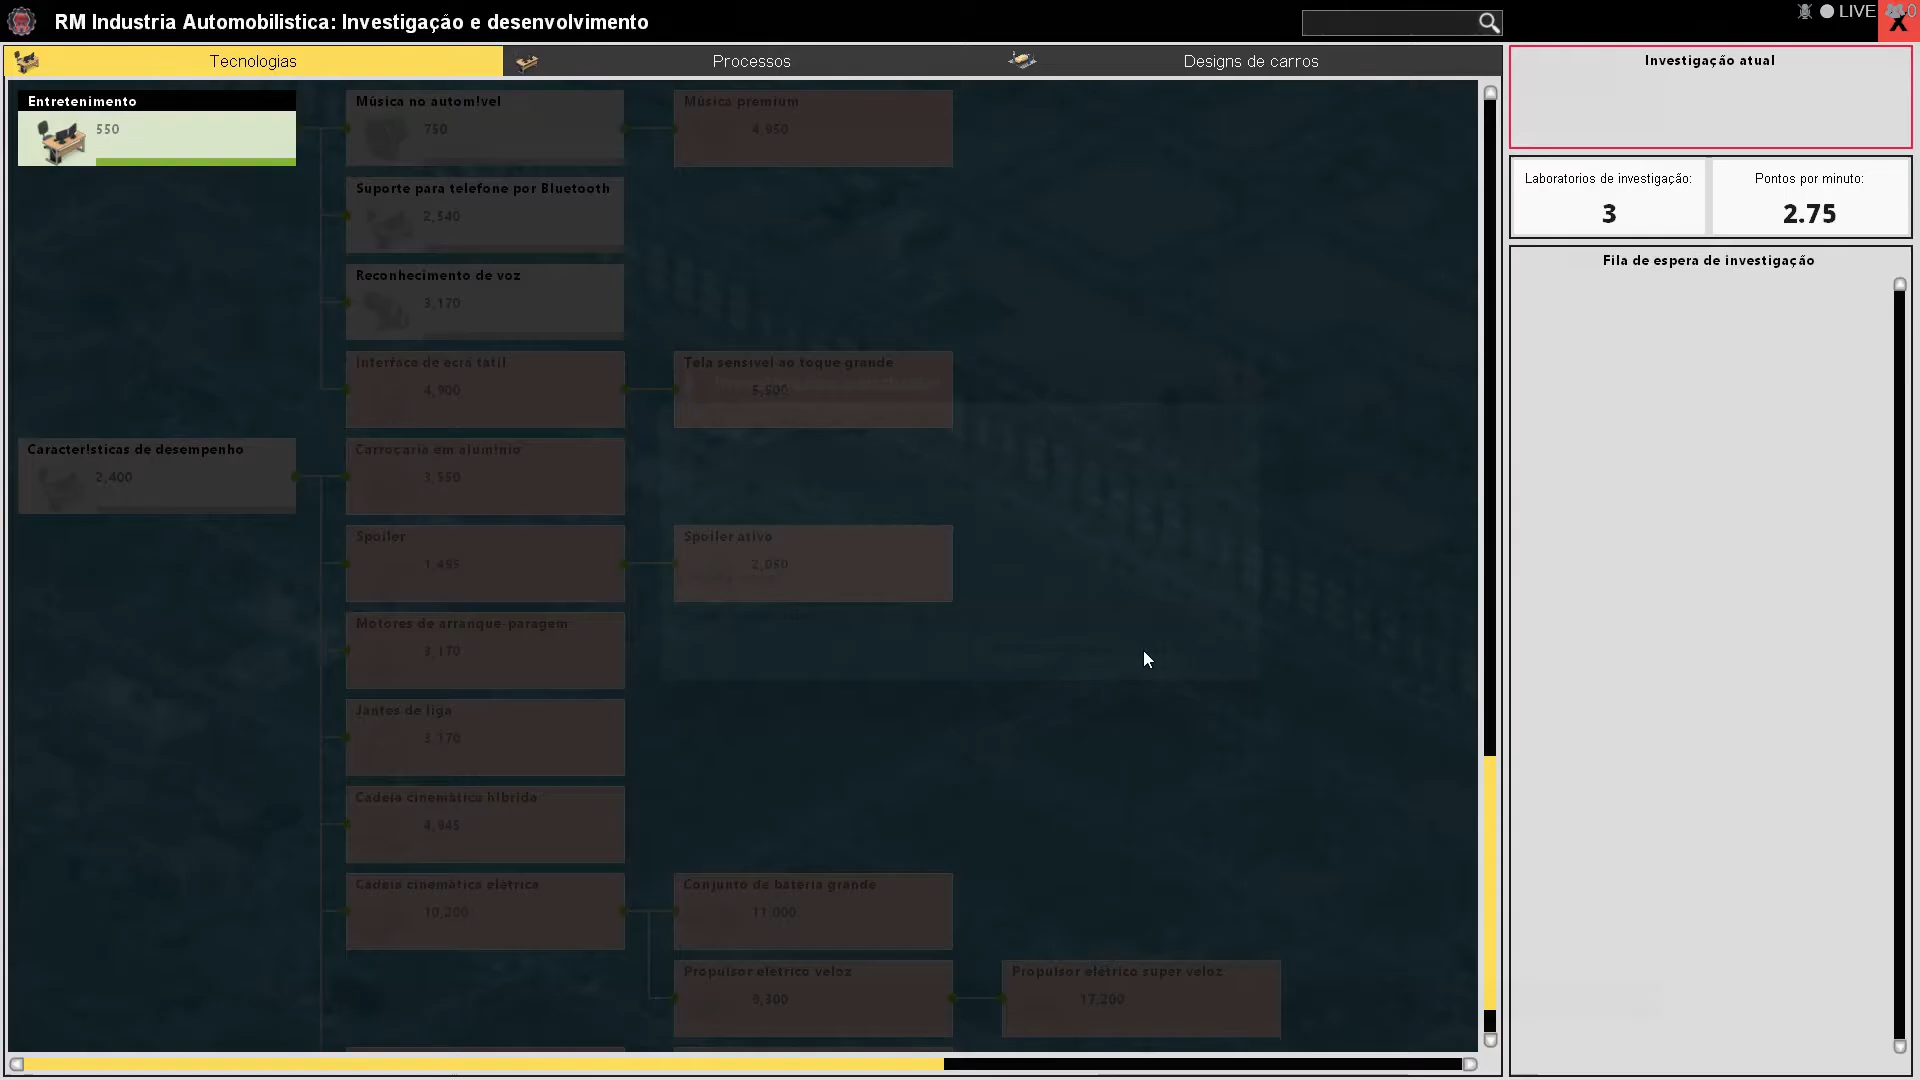 RM Industria Automobilistica: Investigação e desenvolvimento
LIVE 0
X
Tecnologias
Processos
Designs de carros
Investigação atual
Entretenimento
550
Música no autom!vel
750
Música premium
4,950
Suporte para telefone por Bluetooth
2,540
Reconhecimento de voz
3,170
Interface de ecrã tátil
4,900
Tela sensível ao toque grande
5,500
Caracter!sticas de desempenho
2,400
Carroçaria em alumínio
3,550
Spoiler
1,495
Spoiler ativo
2,050
Motores de arranque-paragem
3,170
Jantes de liga
3,170
Cadeia cinemática híbrida
4,945
Cadeia cinemática elétrica
10,200
Conjunto de bateria grande
11,000
Propulsor elétrico veloz
9,300
Propulsor elétrico super veloz
17,200
Laboratorios de investigação:
3
Pontos por minuto:
2.75
Fila de espera de investigação